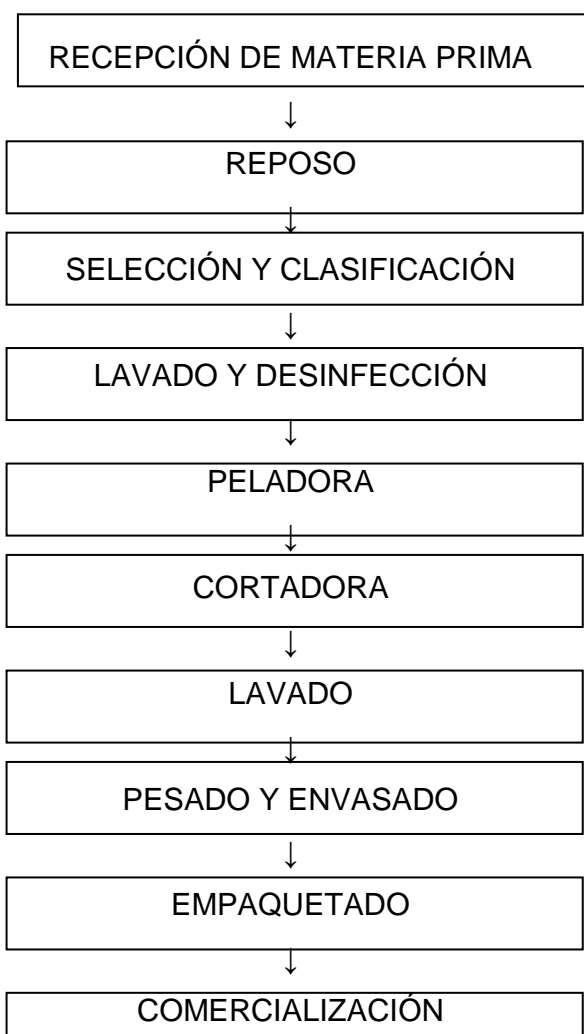 RECEPCIÓN DE MATERIA PRIMA
↓
REPOSO
↓
SELECCIÓN Y CLASIFICACIÓN
↓
LAVADO Y DESINFECCIÓN
↓
PELADORA
↓
CORTADORA
↓
LAVADO
↓
PESADO Y ENVASADO
↓
EMPAQUETADO
↓
COMERCIALIZACIÓN